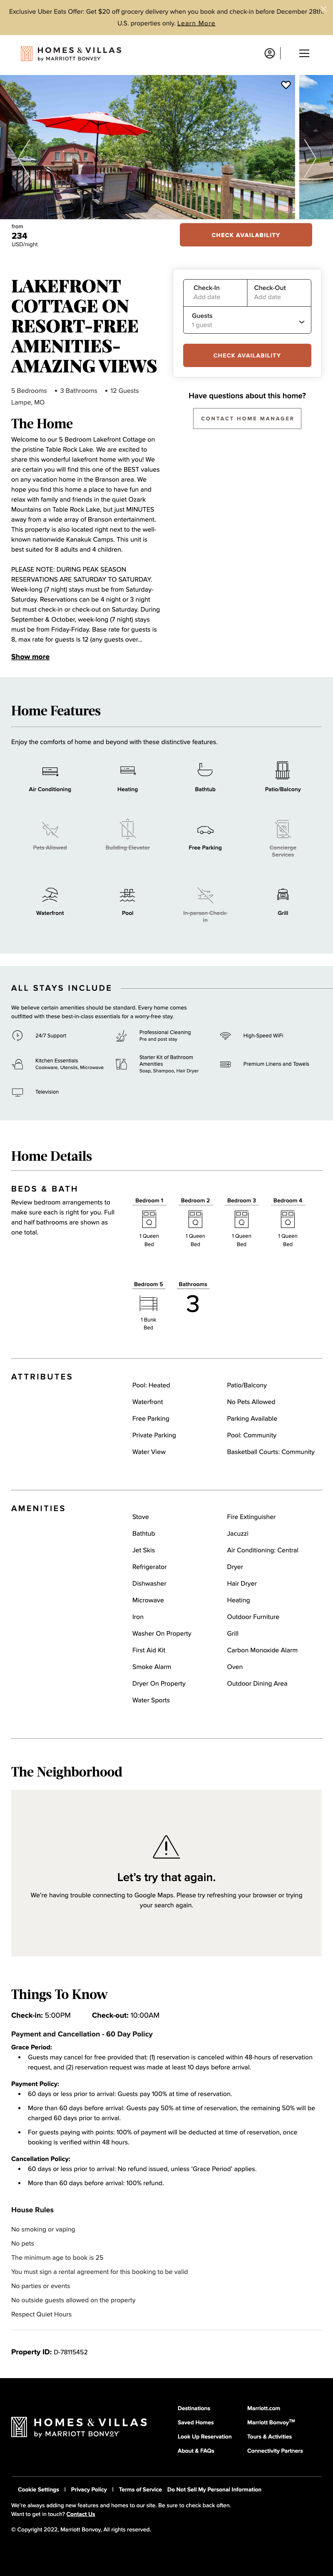 Exclusive Uber Eats Offer: Get $20 off grocery delivery when you book and check-in before December 28th.
U.S. properties only. Learn More
HOMES & VILLAS
by MARRIOTT BONVOY
from
234
USD/night
CHECK AVAILABILITY
LAKEFRONT
COTTAGE ON
RESORT-FREE
AMENITIES-
AMAZING VIEWS
5 Bedrooms • 3 Bathrooms • 12 Guests
Lampe, MO
Check-In
Add date
Check-Out
Add date
Guests
1 guest
CHECK AVAILABILITY
Have questions about this home?
CONTACT HOME MANAGER
The Home
Welcome to our 5 Bedroom Lakefront Cottage on
the pristine Table Rock Lake. We are excited to
share this wonderful lakefront home with you! We
are certain you will find this one of the BEST values
on any vacation home in the Branson area. We
hope you find this home a place to have fun and
relax with family and friends in the quiet Ozark
Mountains on Table Rock Lake, but just MINUTES
away from a wide array of Branson entertainment.
This property is also located right next to the well-
known nationwide Kanakuk Camps. This unit is
best suited for 8 adults and 4 children.
PLEASE NOTE: DURING PEAK SEASON
RESERVATIONS ARE SATURDAY TO SATURDAY.
Week-long (7 night) stays must be from Saturday-
Saturday. Reservations can be 4 night or 3 night
but must check-in or check-out on Saturday. During
September & October, week-long (7 night) stays
must be from Friday-Friday. Base rate for guests is
8, max rate for guests is 12 (any guests over...
Show more
Home Features
Enjoy the comforts of home and beyond with these distinctive features.
Air Conditioning
Heating
Bathtub
Patio/Balcony
Pets Allowed
Building Elevator
Free Parking
Concierge
Services
Waterfront
Pool
In-person Check-
in
Grill
ALL STAYS INCLUDE
We believe certain amenities should be standard. Every home comes
outfitted with these best-in-class essentials for a worry-free stay.
24/7 Support
Professional Cleaning
Pre and post stay
High-Speed WiFi
Kitchen Essentials
Cookware, Utensils, Microwave
Starter Kit of Bathroom
Amenities
Soap, Shampoo, Hair Dryer
Premium Linens and Towels
Television
Home Details
BEDS & BATH
Review bedroom arrangements to
make sure each is right for you. Full
and half bathrooms are shown as
one total.
Bedroom 1
1 Queen
Bed
Bedroom 2
1 Queen
Bed
Bedroom 3
1 Queen
Bed
Bedroom 4
1 Queen
Bed
Bedroom 5
1 Bunk
Bed
Bathrooms
3
ATTRIBUTES
Pool: Heated
Patio/Balcony
Waterfront
No Pets Allowed
Free Parking
Parking Available
Private Parking
Pool: Community
Water View
Basketball Courts: Community
AMENITIES
Stove
Fire Extinguisher
Bathtub
Jacuzzi
Jet Skis
Air Conditioning: Central
Refrigerator
Dryer
Dishwasher
Hair Dryer
Microwave
Heating
Iron
Outdoor Furniture
Washer On Property
Grill
First Aid Kit
Carbon Monoxide Alarm
Smoke Alarm
Oven
Dryer On Property
Outdoor Dining Area
Water Sports
The Neighborhood
Let's try that again.
We're having trouble connecting to Google Maps. Please try refreshing your browser or trying
your search again.
Things To Know
Check-in: 5:00PM Check-out: 10:00AM
Payment and Cancellation - 60 Day Policy
Grace Period:
• Guests may cancel for free provided that: (1) reservation is canceled within 48-hours of reservation
request, and (2) reservation request was made at least 10 days before arrival.
Payment Policy:
• 60 days or less prior to arrival: Guests pay 100% at time of reservation.
• More than 60 days before arrival: Guests pay 50% at time of reservation, the remaining 50% will be
charged 60 days prior to arrival.
• For guests paying with points: 100% of payment will be deducted at time of reservation, once
booking is verified within 48 hours.
Cancellation Policy:
• 60 days or less prior to arrival: No refund issued, unless 'Grace Period' applies.
• More than 60 days before arrival: 100% refund.
House Rules
No smoking or vaping
No pets
The minimum age to book is 25
You must sign a rental agreement for this booking to be valid
No parties or events
No outside guests allowed on the property
Respect Quiet Hours
Property ID: D-78115452
HOMES & VILLAS
by MARRIOTT BONVOY
Destinations
Marriott.com
Saved Homes
Marriott Bonvoy™
Look Up Reservation
Tours & Activities
About & FAQs
Connectivity Partners
Cookie Settings | Privacy Policy | Terms of Service Do Not Sell My Personal Information
We're always adding new features and homes to our site. Be sure to check back often.
Want to get in touch? Contact Us
© Copyright 2022, Marriott Bonvoy, All rights reserved.